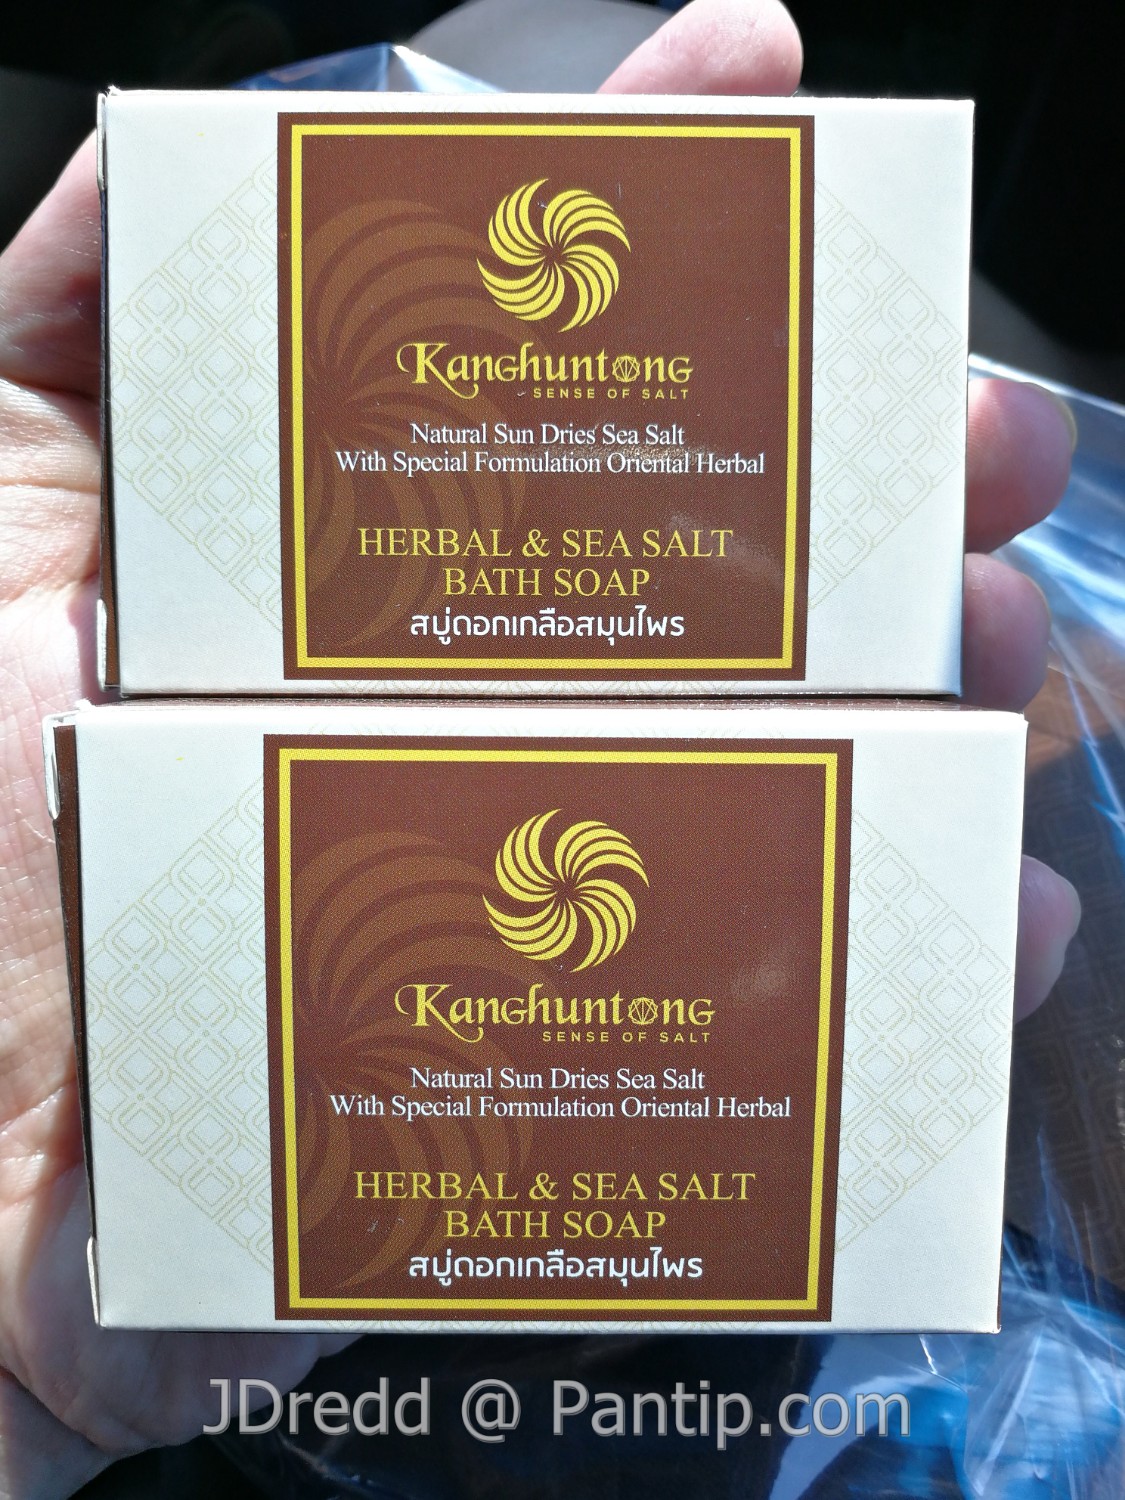 Kanghuntong
SENSE OF SALT
Natural Sun Dries Sea Salt
With Special Formulation Oriental Herbal
HERBAL & SEA SALT
BATH SOAP
สบู่ดอกเกลือสมุนไพร
Kanghuntong
SENSE OF SALT
Natural Sun Dries Sea Salt
With Special Formulation Oriental Herbal
HERBAL & SEA SALT
BATH SOAP
สบู่ดอกเกลือสมุนไพร
JDredd @ Pantip.com